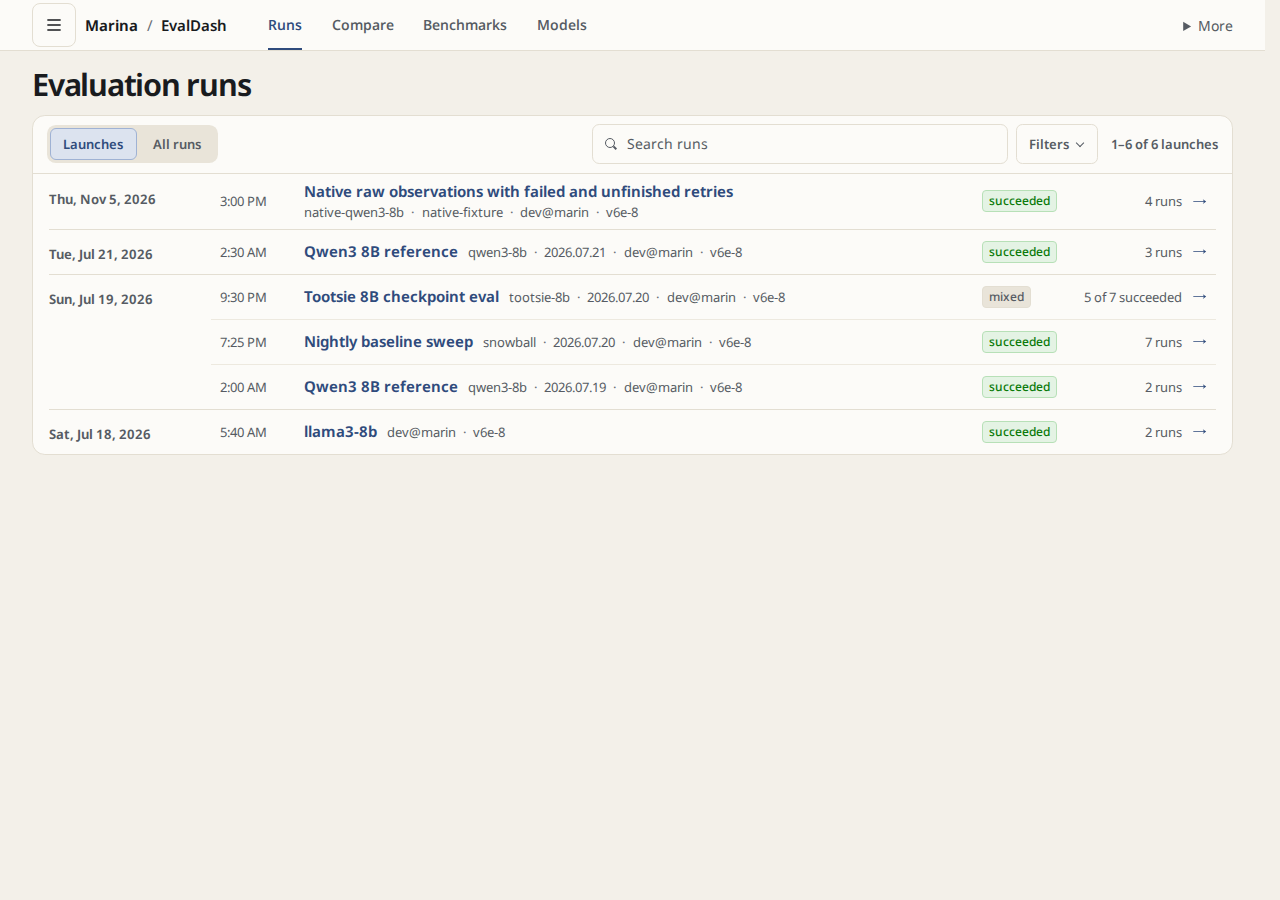 Marina / EvalDash Runs Compare Benchmarks Models ▶ More
Evaluation runs
Launches All runs Search runs Filters 1–6 of 6 launches
Thu, Nov 5, 2026 3:00 PM Native raw observations with failed and unfinished retries succeeded 4 runs →
native-qwen3-8b · native-fixture · dev@marin · v6e-8
Tue, Jul 21, 2026 2:30 AM Qwen3 8B reference qwen3-8b · 2026.07.21 · dev@marin · v6e-8 succeeded 3 runs →
Sun, Jul 19, 2026 9:30 PM Tootsie 8B checkpoint eval tootsie-8b · 2026.07.20 · dev@marin · v6e-8 mixed 5 of 7 succeeded →
7:25 PM Nightly baseline sweep snowball · 2026.07.20 · dev@marin · v6e-8 succeeded 7 runs →
2:00 AM Qwen3 8B reference qwen3-8b · 2026.07.19 · dev@marin · v6e-8 succeeded 2 runs →
Sat, Jul 18, 2026 5:40 AM llama3-8b dev@marin · v6e-8 succeeded 2 runs →